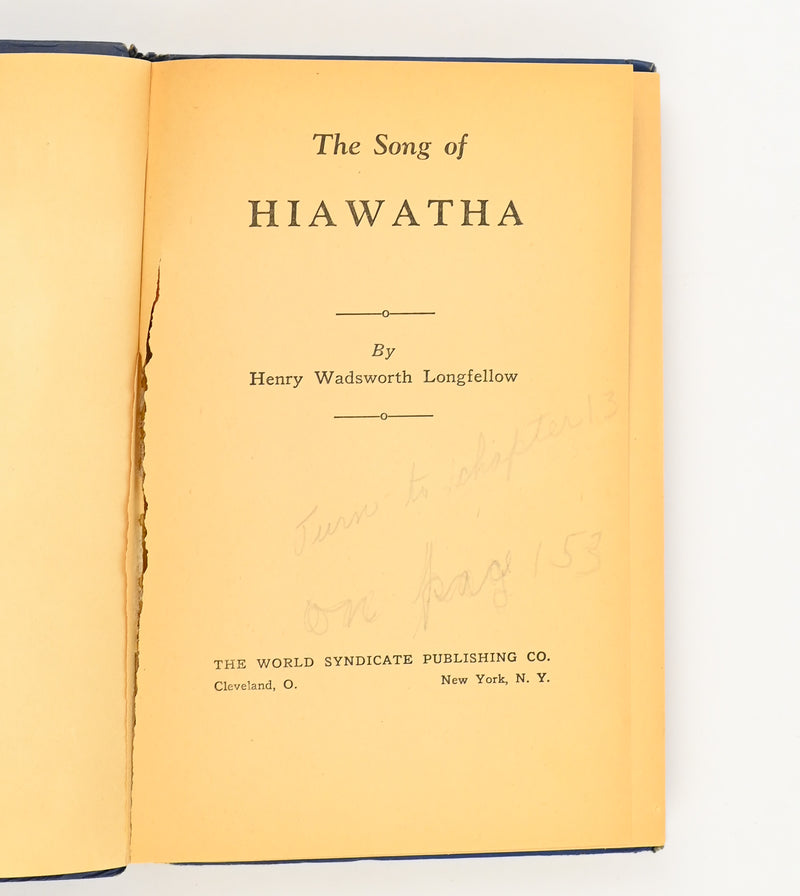 The Song of
HIAWATHA
By
Henry Wadsworth Longfellow
Turn to chapter 13
on pag 153
THE WORLD SYNDICATE PUBLISHING CO.
Cleveland, O. New York, N. Y.